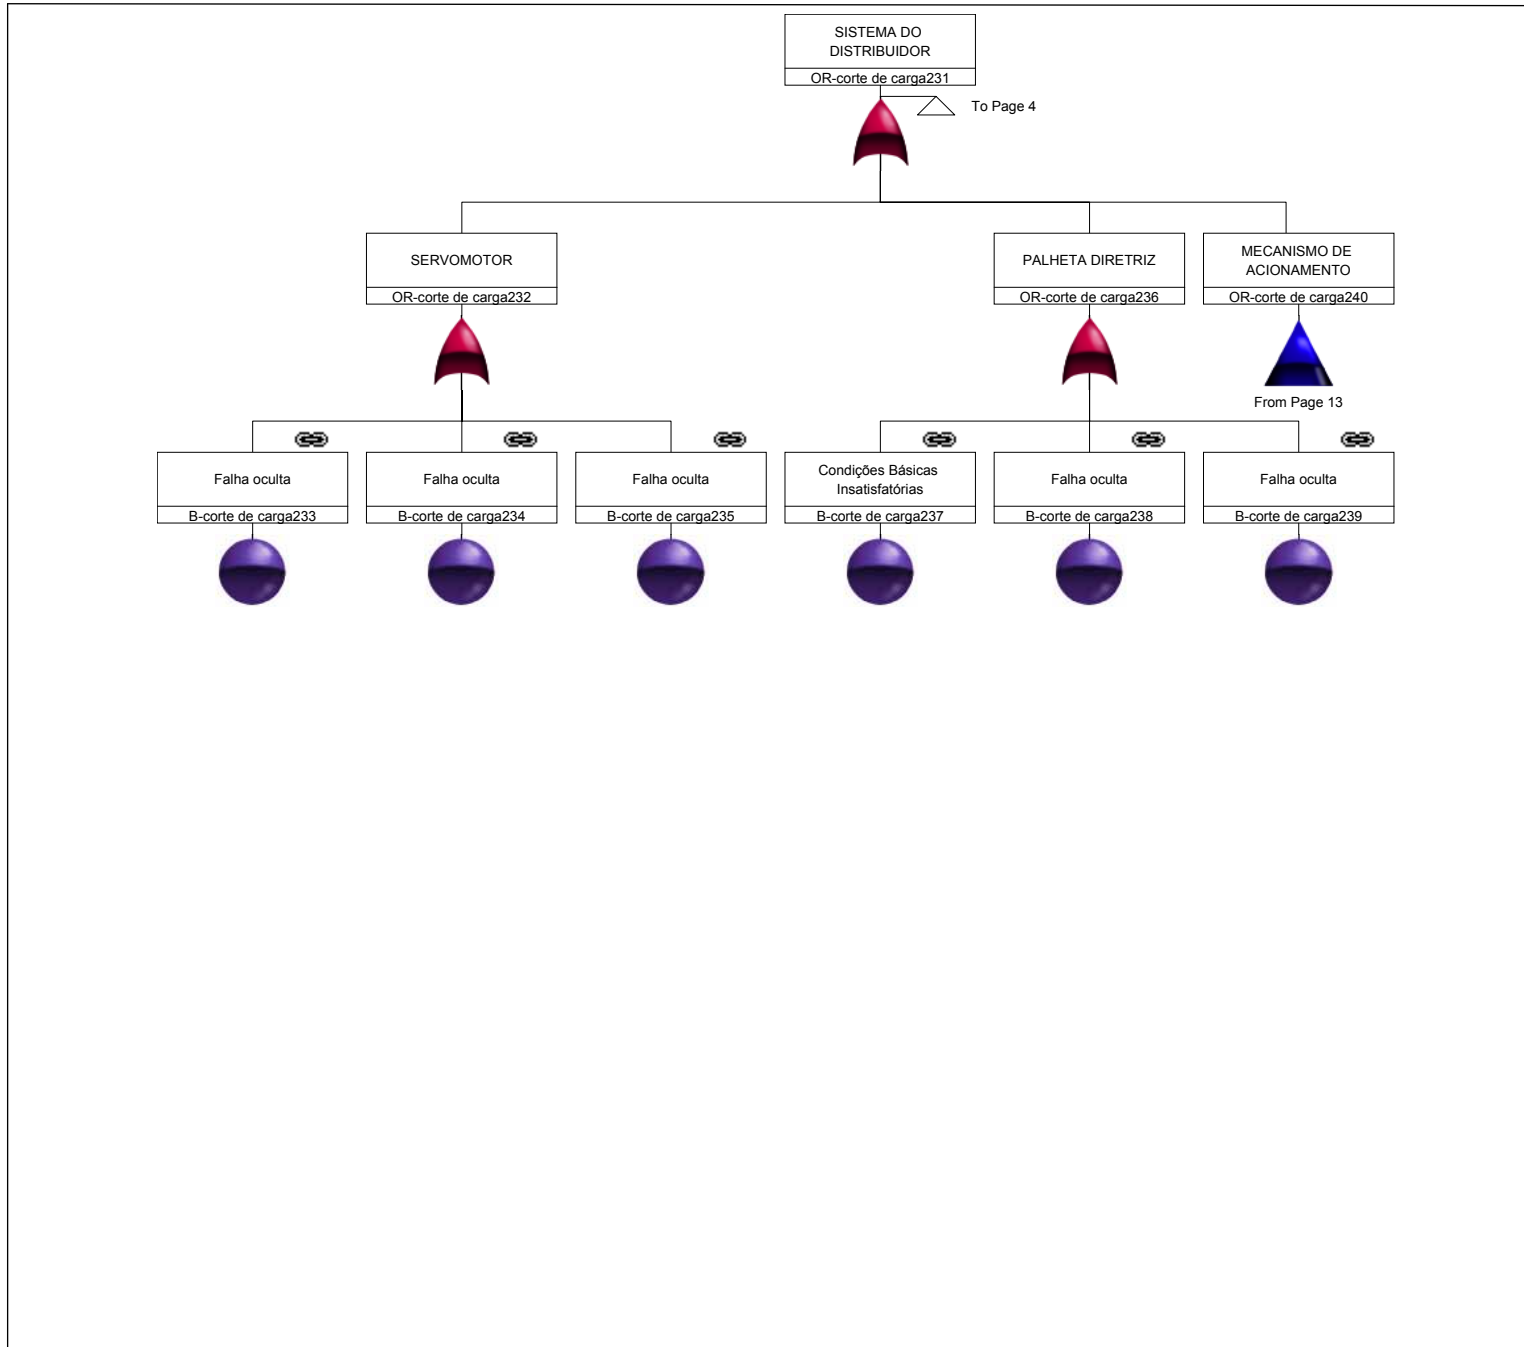 SISTEMA DO
DISTRIBUIDOR
OR-corte de carga231
To Page 4
SERVOMOTOR
OR-corte de carga232
PALHETA DIRETRIZ
OR-corte de carga236
MECANISMO DE
ACIONAMENTO
OR-corte de carga240
From Page 13
Falha oculta
B-corte de carga233
Falha oculta
B-corte de carga234
Falha oculta
B-corte de carga235
Condições Básicas
Insatisfatórias
B-corte de carga237
Falha oculta
B-corte de carga238
Falha oculta
B-corte de carga239